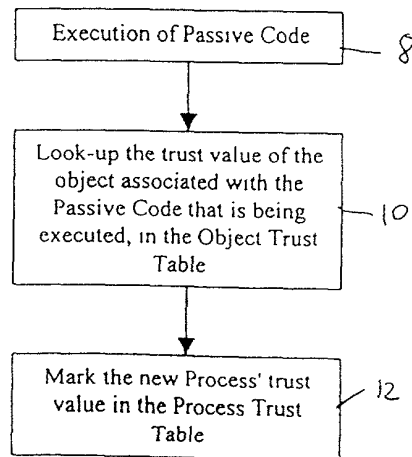 Execution of Passive Code
8
Look-up the trust value of the
object associated with the
Passive Code that is being
executed, in the Object Trust
Table
10
Mark the new Process' trust
value in the Process Trust
Table
12